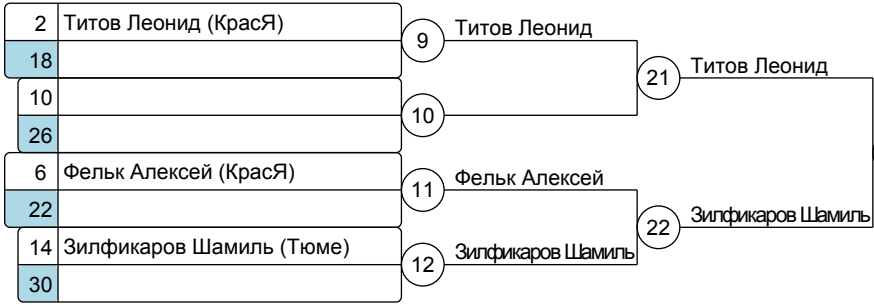 2 Титов Леонид (КрасЯ)
9 Титов Леонид
18
21 Титов Леонид
10
10
26
6 Фельк Алексей (КрасЯ)
11 Фельк Алексей
22
22 Зилфикаров Шамиль
14 Зилфикаров Шамиль (Тюме)
12 Зилфикаров Шамиль
30